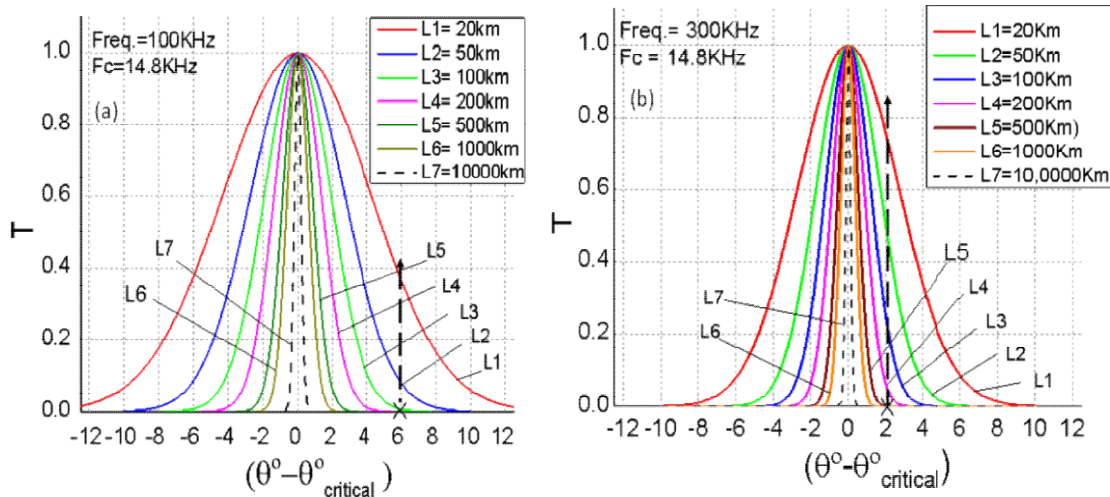 Freq.=100KHz
Fc=14.8KHz
(a)
L1= 20km
L2= 50km
L3= 100km
L4= 200km
L5= 500km
L6= 1000km
L7=10000km
1.0
0.8
0.6
0.4
0.2
0.0
T
L7
L6
L5
L4
L3
L2
L1
-12 -10 -8 -6 -4 -2 0 2 4 6 8 10 12
(θ°–θ°critical)
Freq.= 300KHz
Fc = 14.8KHz
(b)
L1=20Km
L2=50Km
L3=100Km
L4=200Km
L5=500Km)
L6=1000Km
L7=10,0000Km
1.0
0.8
0.6
0.4
0.2
0.0
T
L7
L6
L5
L4
L3
L2
L1
-12 -10 -8 -6 -4 -2 0 2 4 6 8 10 12
(θ°-θ°critical)